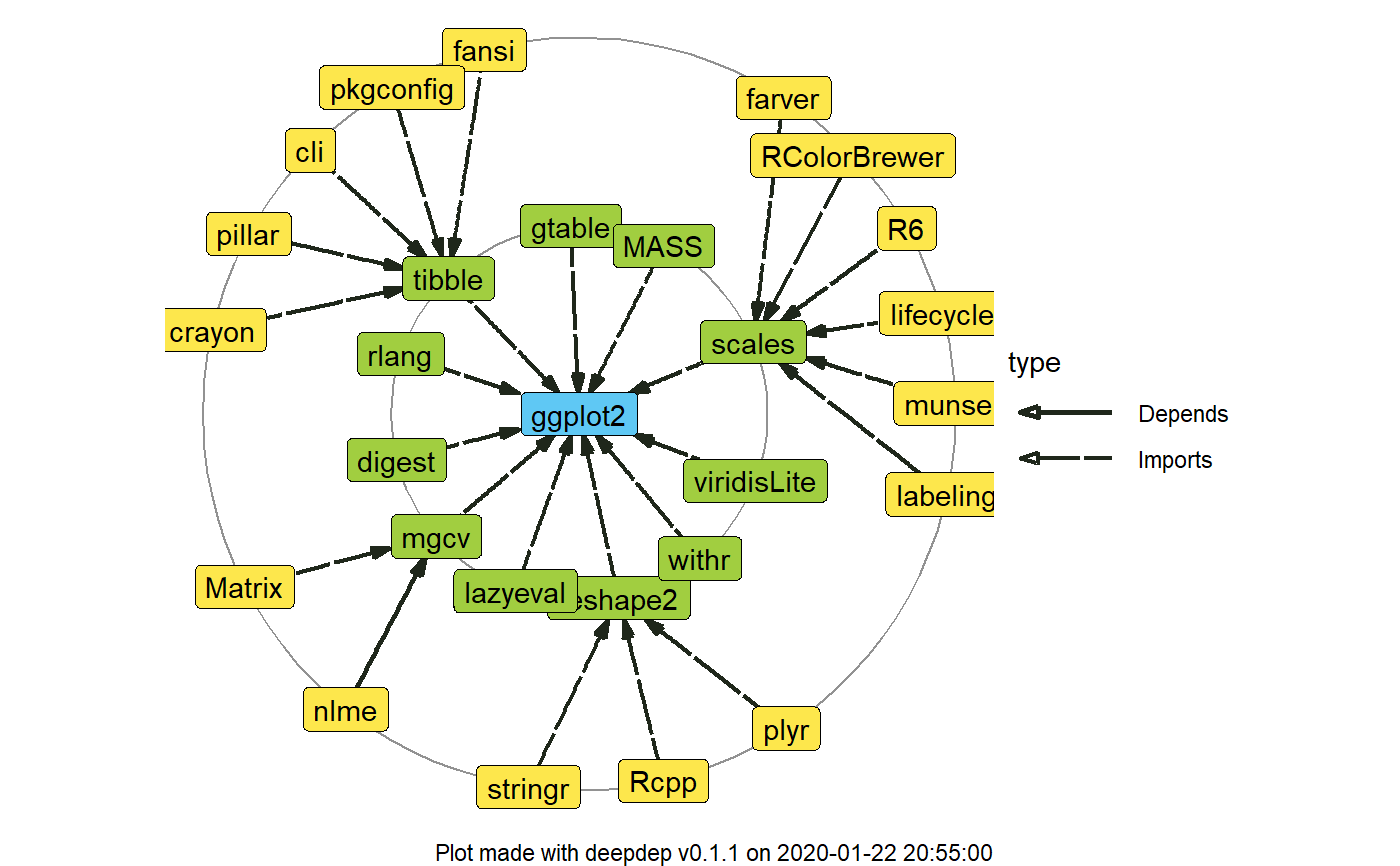 fansi
pkgconfig
farver
cli
RColorBrewer
pillar
gtable
MASS
R6
tibble
crayon
lifecycle
rlang
scales
type
ggplot2
munse
Depends
digest
viridisLite
Imports
labeling
mgcv
withr
Matrix
lazyeval
eshape2
nlme
plyr
stringr
Rcpp
Plot made with deepdep v0.1.1 on 2020-01-22 20:55:00